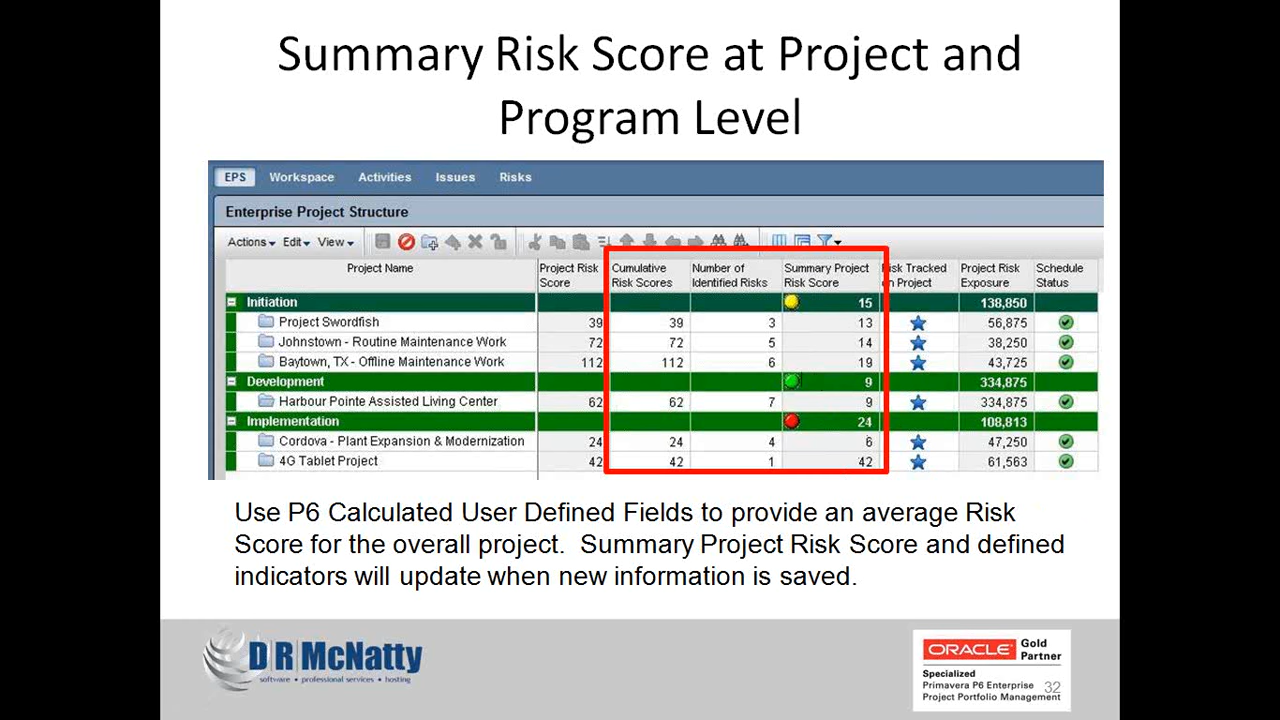 Summary Risk Score at Project and
Program Level
EPS Workspace Activities Issues Risks
Enterprise Project Structure
Actions Edit View
Project Name Project Risk Score Cumulative Risk Scores Number of Identified Risks Summary Project Risk Score Risk Tracked on Project Project Risk Exposure Schedule Status
Initiation 15 138,850
Project Swordfish 39 39 3 13 56,875
Johnstown - Routine Maintenance Work 72 72 5 14 38,250
Baytown, TX - Offline Maintenance Work 112 112 6 19 43,725
Development 9 334,875
Harbour Pointe Assisted Living Center 62 62 7 9 334,875
Implementation 24 108,813
Cordova - Plant Expansion & Modernization 24 24 4 6 47,250
4G Tablet Project 42 42 1 42 61,563
Use P6 Calculated User Defined Fields to provide an average Risk
Score for the overall project. Summary Project Risk Score and defined
indicators will update when new information is saved.
DRMcNatty
software • professional services • hosting
ORACLE Gold Partner
Specialized
Primavera P6 Enterprise
Project Portfolio Management
32